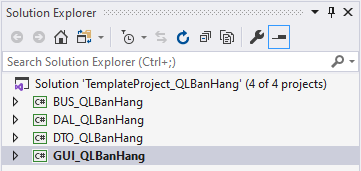 Solution Explorer
Search Solution Explorer (Ctrl+;)
Solution 'TemplateProject_QLBanHang' (4 of 4 projects)
C# BUS_QLBanHang
C# DAL_QLBanHang
C# DTO_QLBanHang
C# GUI_QLBanHang